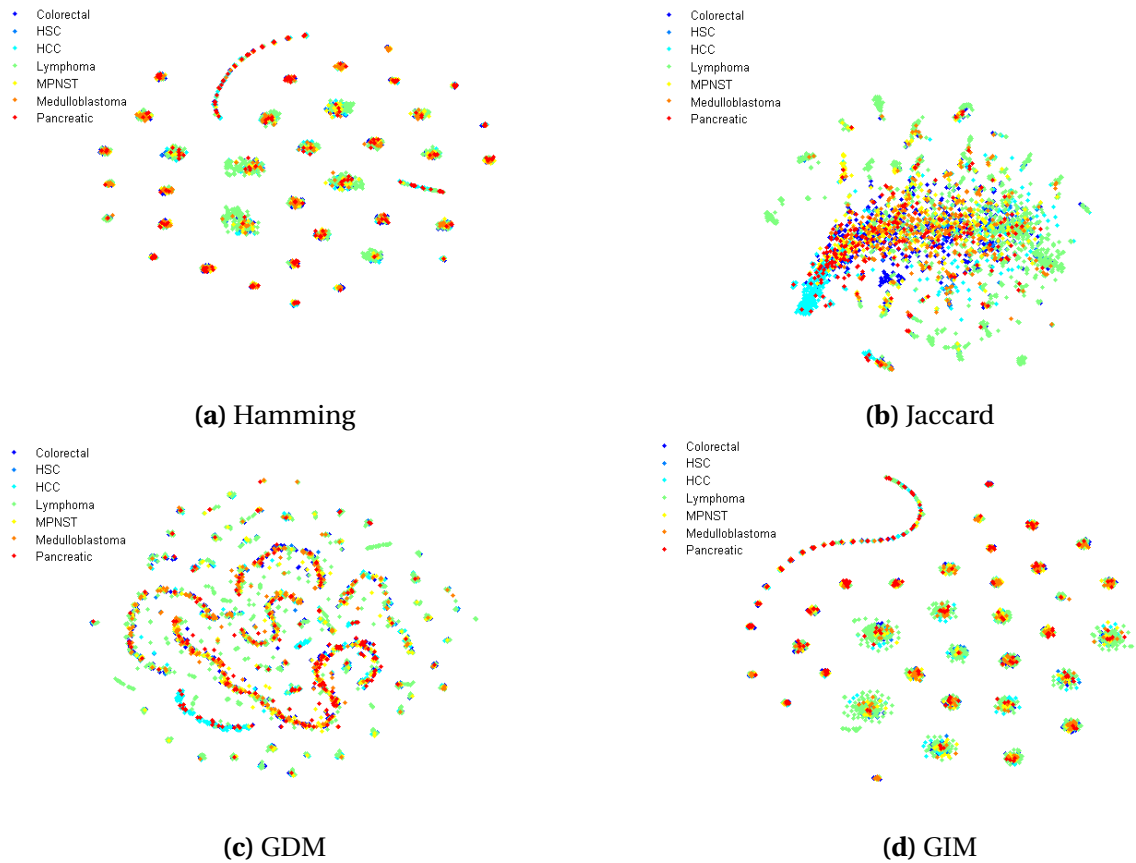 Colorectal
HSC
HCC
Lymphoma
MPNST
Medulloblastoma
Pancreatic
(a) Hamming
Colorectal
HSC
HCC
Lymphoma
MPNST
Medulloblastoma
Pancreatic
(b) Jaccard
Colorectal
HSC
HCC
Lymphoma
MPNST
Medulloblastoma
Pancreatic
(c) GDM
Colorectal
HSC
HCC
Lymphoma
MPNST
Medulloblastoma
Pancreatic
(d) GIM